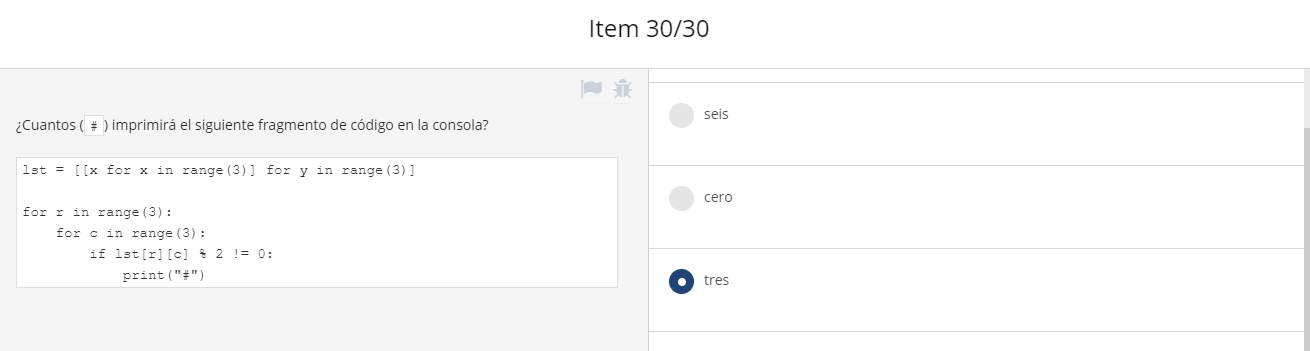 Item 30/30
¿Cuantos ( # ) imprimirá el siguiente fragmento de código en la consola?
lst = [[x for x in range(3)] for y in range(3)]
for r in range(3):
    for c in range(3):
        if lst[r][c] % 2 != 0:
            print("#")
seis
cero
tres